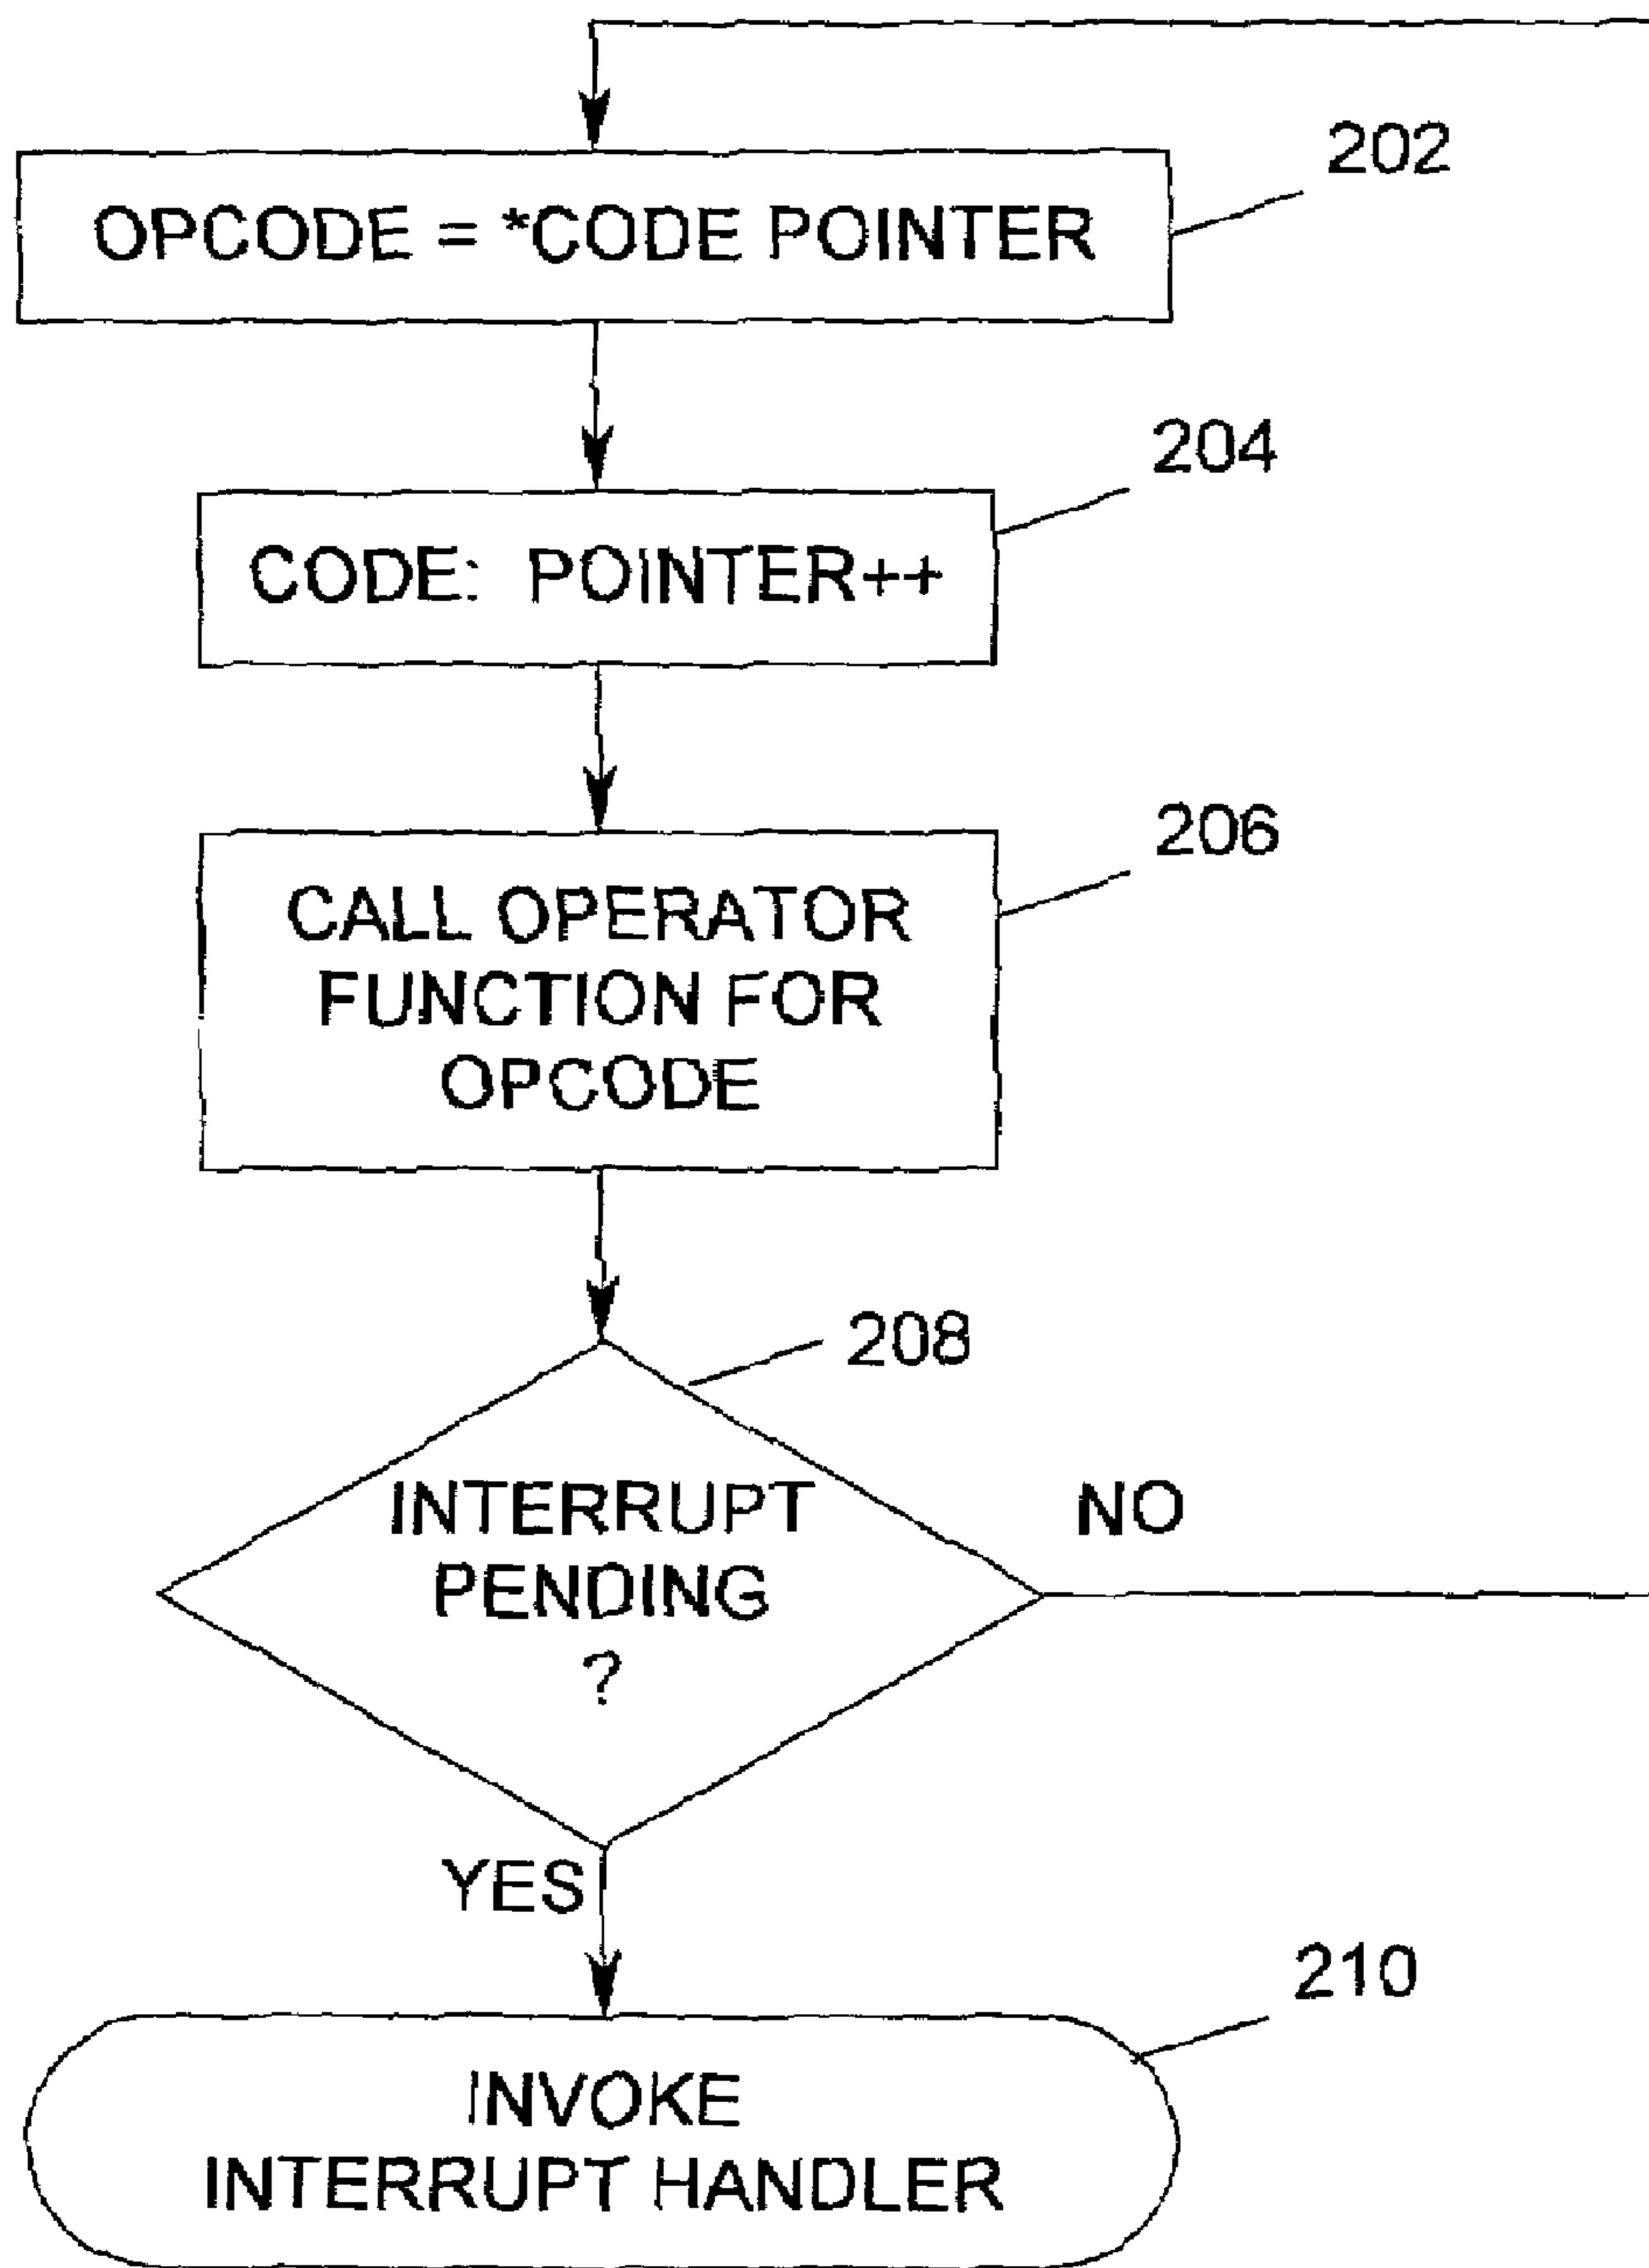 202
OPCODE = *CODE POINTER
204
CODE: POINTER++
206
CALL OPERATOR
FUNCTION FOR
OPCODE
208
INTERRUPT
PENDING
?
NO
YES
210
INVOKE
INTERRUPT HANDLER